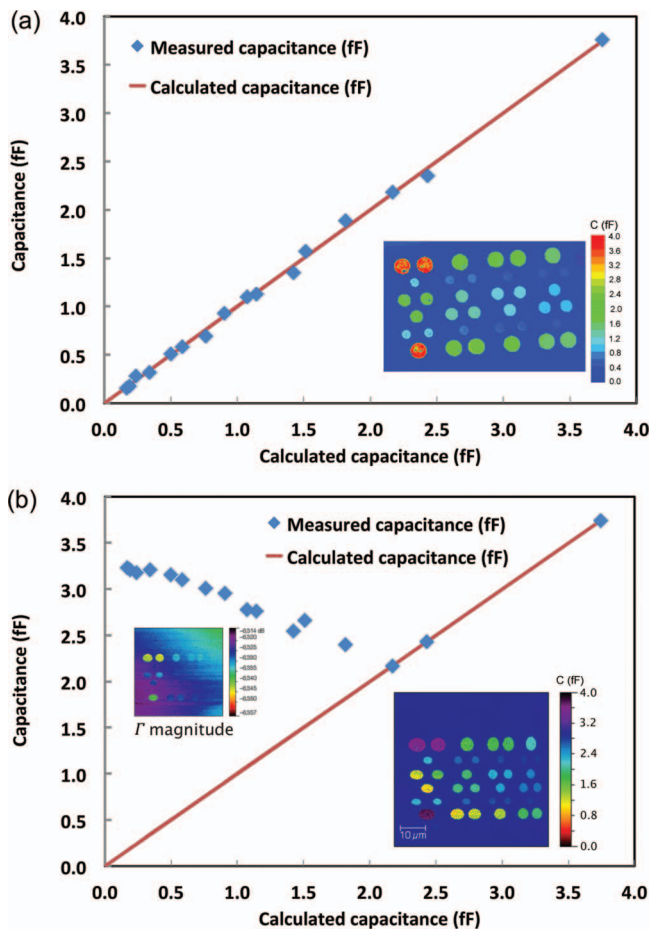 (a)
4.0
3.5
3.0
2.5
2.0
1.5
1.0
0.5
0.0
Capacitance (fF)
Measured capacitance (fF)
Calculated capacitance (fF)
C (fF)
4.0
3.6
3.2
2.8
2.4
2.0
1.6
1.2
0.8
0.4
0.0
0.0 0.5 1.0 1.5 2.0 2.5 3.0 3.5 4.0
Calculated capacitance (fF)
(b)
4.0
3.5
3.0
2.5
2.0
1.5
1.0
0.5
0.0
Capacitance (fF)
Measured capacitance (fF)
Calculated capacitance (fF)
Γ magnitude
C (fF)
4.0
3.2
2.4
1.6
0.8
0.0
10 μm
0.0 0.5 1.0 1.5 2.0 2.5 3.0 3.5 4.0
Calculated capacitance (fF)